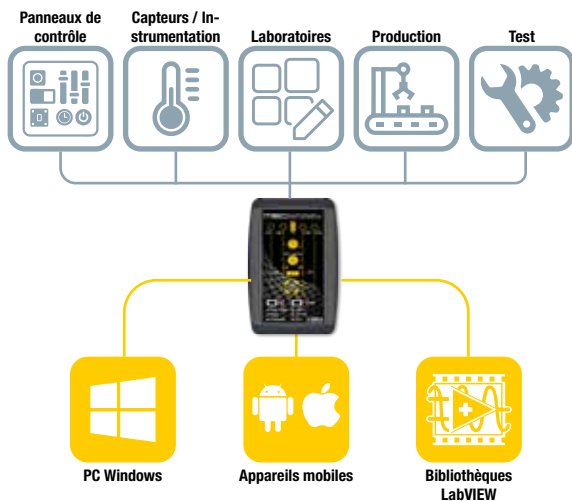 Panneaux de
contrôle
Capteurs / In-
strumentation
Laboratoires
Production
Test
PC Windows
Appareils mobiles
Bibliothèques
LabVIEW